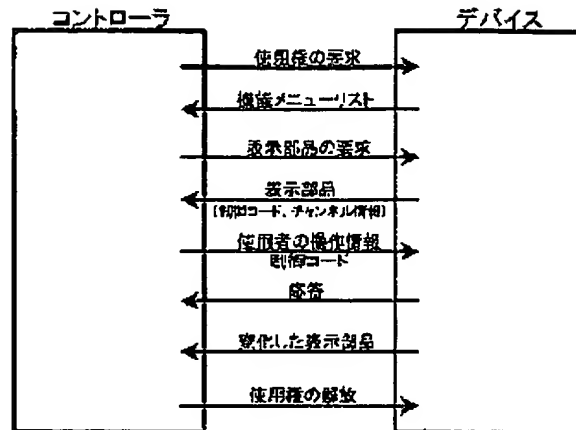 コントローラ
デバイス
使用権の要求
機能メニューリスト
表示部品の要求
表示部品
(制御コード、チャンネル情報)
使用者の操作情報
制御コード
応答
変化した表示部品
使用権の解放